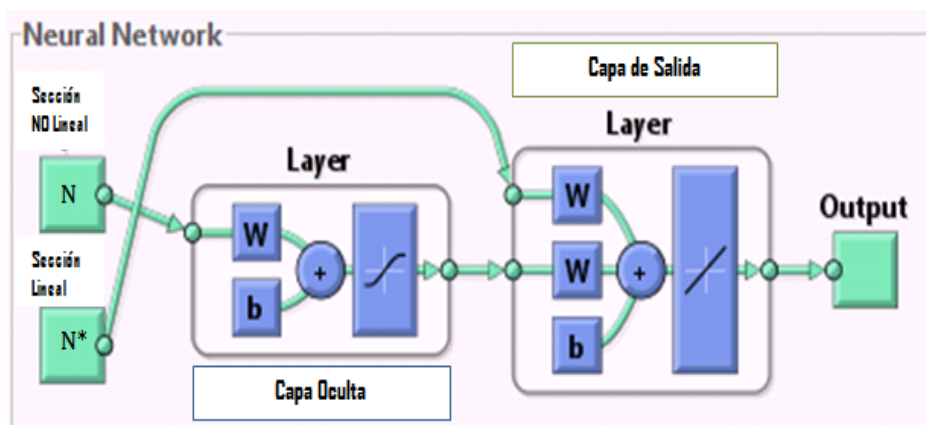 Neural Network
Capa de Salida
Sección
NO Lineal
Layer
Layer
N
W
b
+
W
W
b
+
Output
Sección
Lineal
N*
Capa Oculta